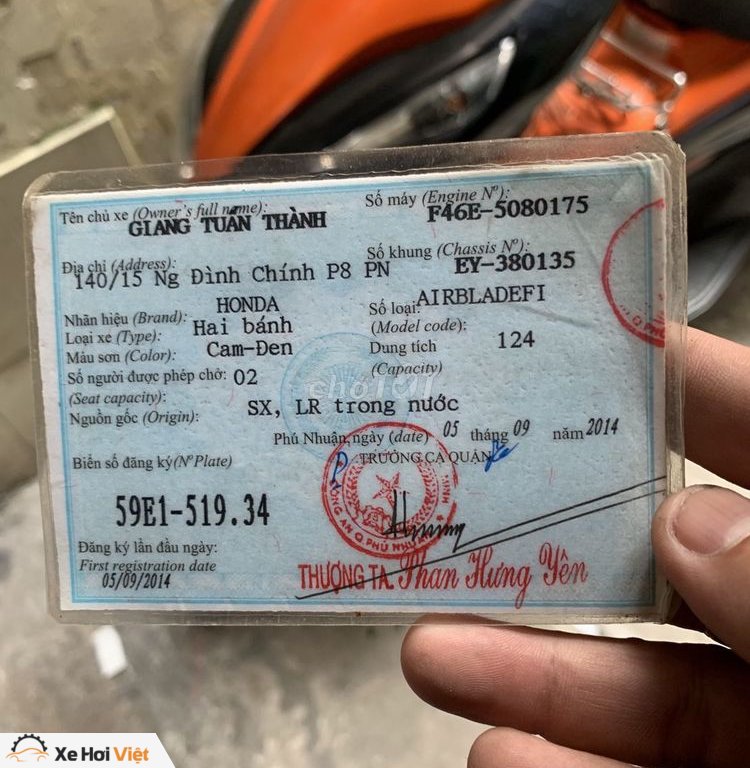 Tên chủ xe (Owner's full name):
GIANG TUẤN THÀNH
Số máy (Engine Nº):
F46E-5080175
Địa chỉ (Address):
140/15 Ng Đình Chính P8 PN
Số khung (Chassis Nº):
EY-380135
Nhãn hiệu (Brand): HONDA
Số loại: AIRBLADEFI
(Model code):
Loại xe (Type): Hai bánh
Màu sơn (Color): Cam-Đen
Dung tích 124
(Capacity)
Số người được phép chở: 02
(Seat capacity):
Nguồn gốc (Origin): SX, LR trong nước
Phú Nhuận, ngày (date) 05 tháng 09 năm 2014
Biển số đăng ký(NºPlate)
TRƯỞNG CA QUẬN
59E1-519.34
Đăng ký lần đầu ngày:
First registration date
05/09/2014
THƯỢNG TÁ. Phan Hưng Yên
chợ TỐT
Xe Hơi Việt